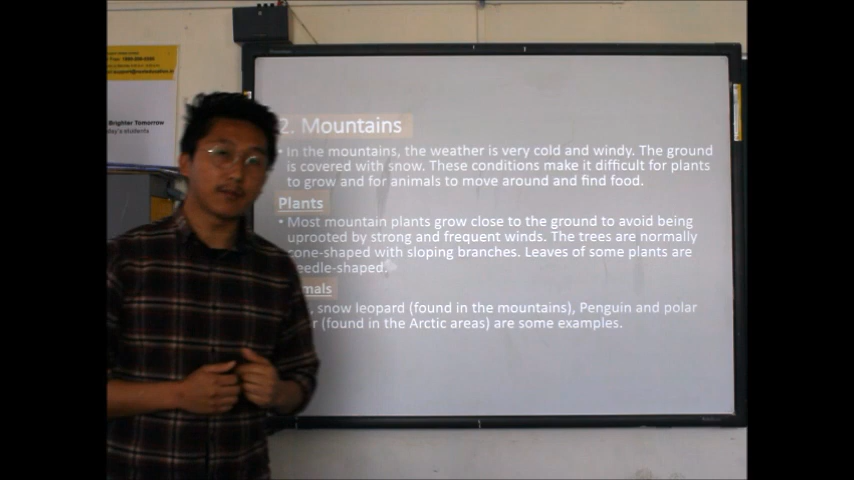 Brighter Tomorrow
day's students
2. Mountains
• In the mountains, the weather is very cold and windy. The ground
is covered with snow. These conditions make it difficult for plants
to grow and for animals to move around and find food.
Plants
• Most mountain plants grow close to the ground to avoid being
uprooted by strong and frequent winds. The trees are normally
cone-shaped with sloping branches. Leaves of some plants are
eedle-shaped.
mals
, snow leopard (found in the mountains), Penguin and polar
r (found in the Arctic areas) are some examples.